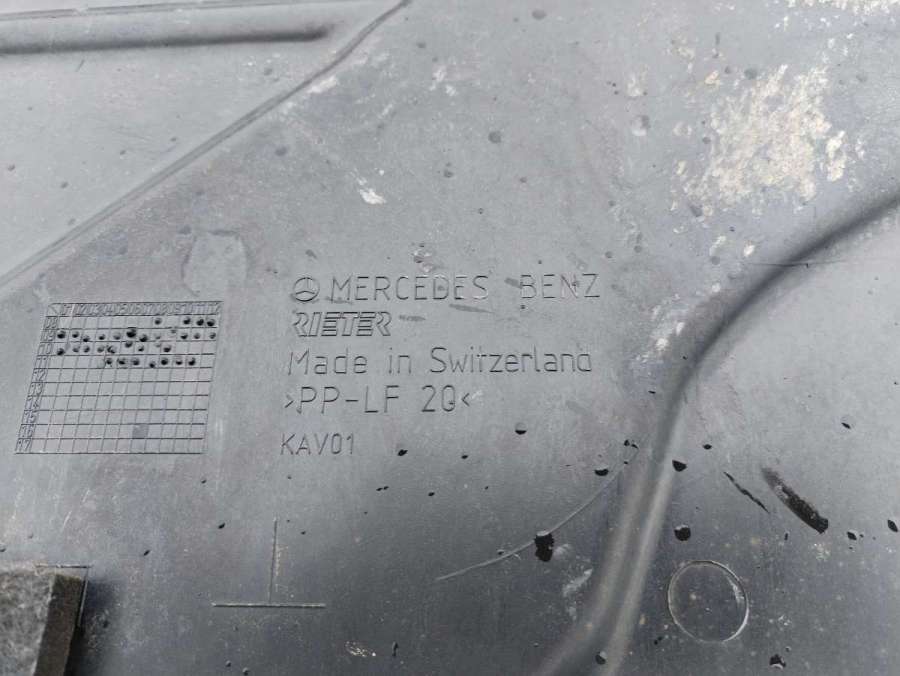 MERCEDES BENZ
RIETER
Made in Switzerland
>PP-LF 20<
KAV01